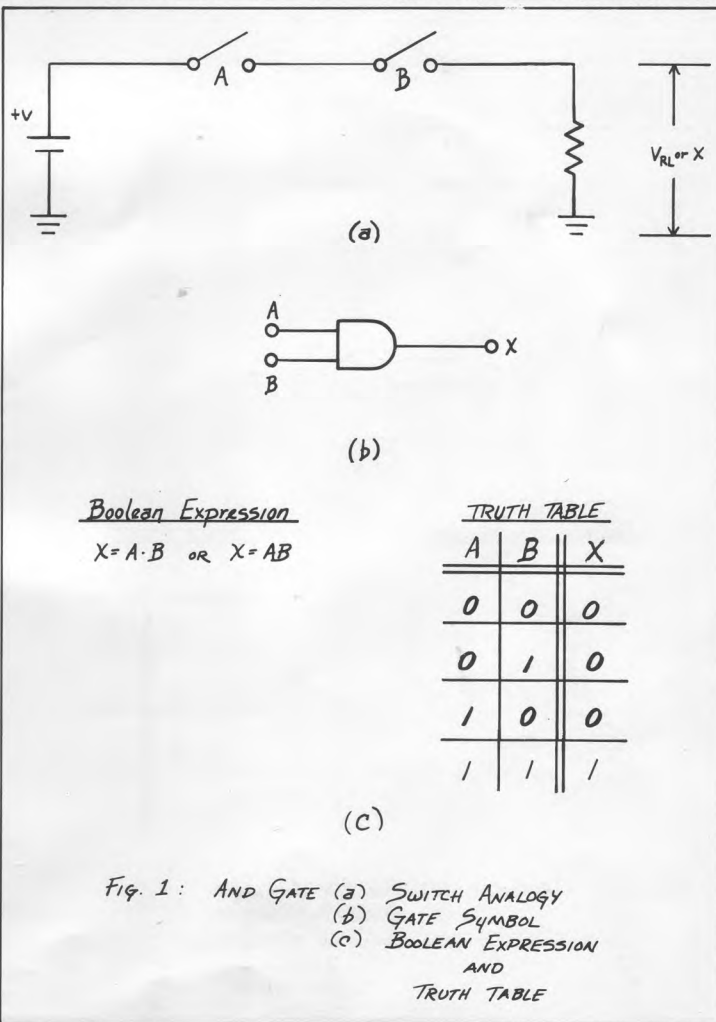 A
B
+V
V_RL or X
(a)
A
X
B
(b)
Boolean Expression
X = A·B OR X = AB
TRUTH TABLE
A B X
0 0 0
0 1 0
1 0 0
1 1 1
(c)
FIG. 1: AND GATE (a) SWITCH ANALOGY
(b) GATE SYMBOL
(c) BOOLEAN EXPRESSION
AND
TRUTH TABLE